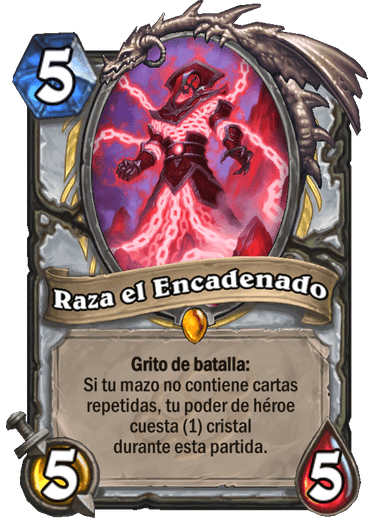 5
Raza el Encadenado
Grito de batalla:
Si tu mazo no contiene cartas
repetidas, tu poder de héroe
cuesta (1) cristal
durante esta partida.
5
5